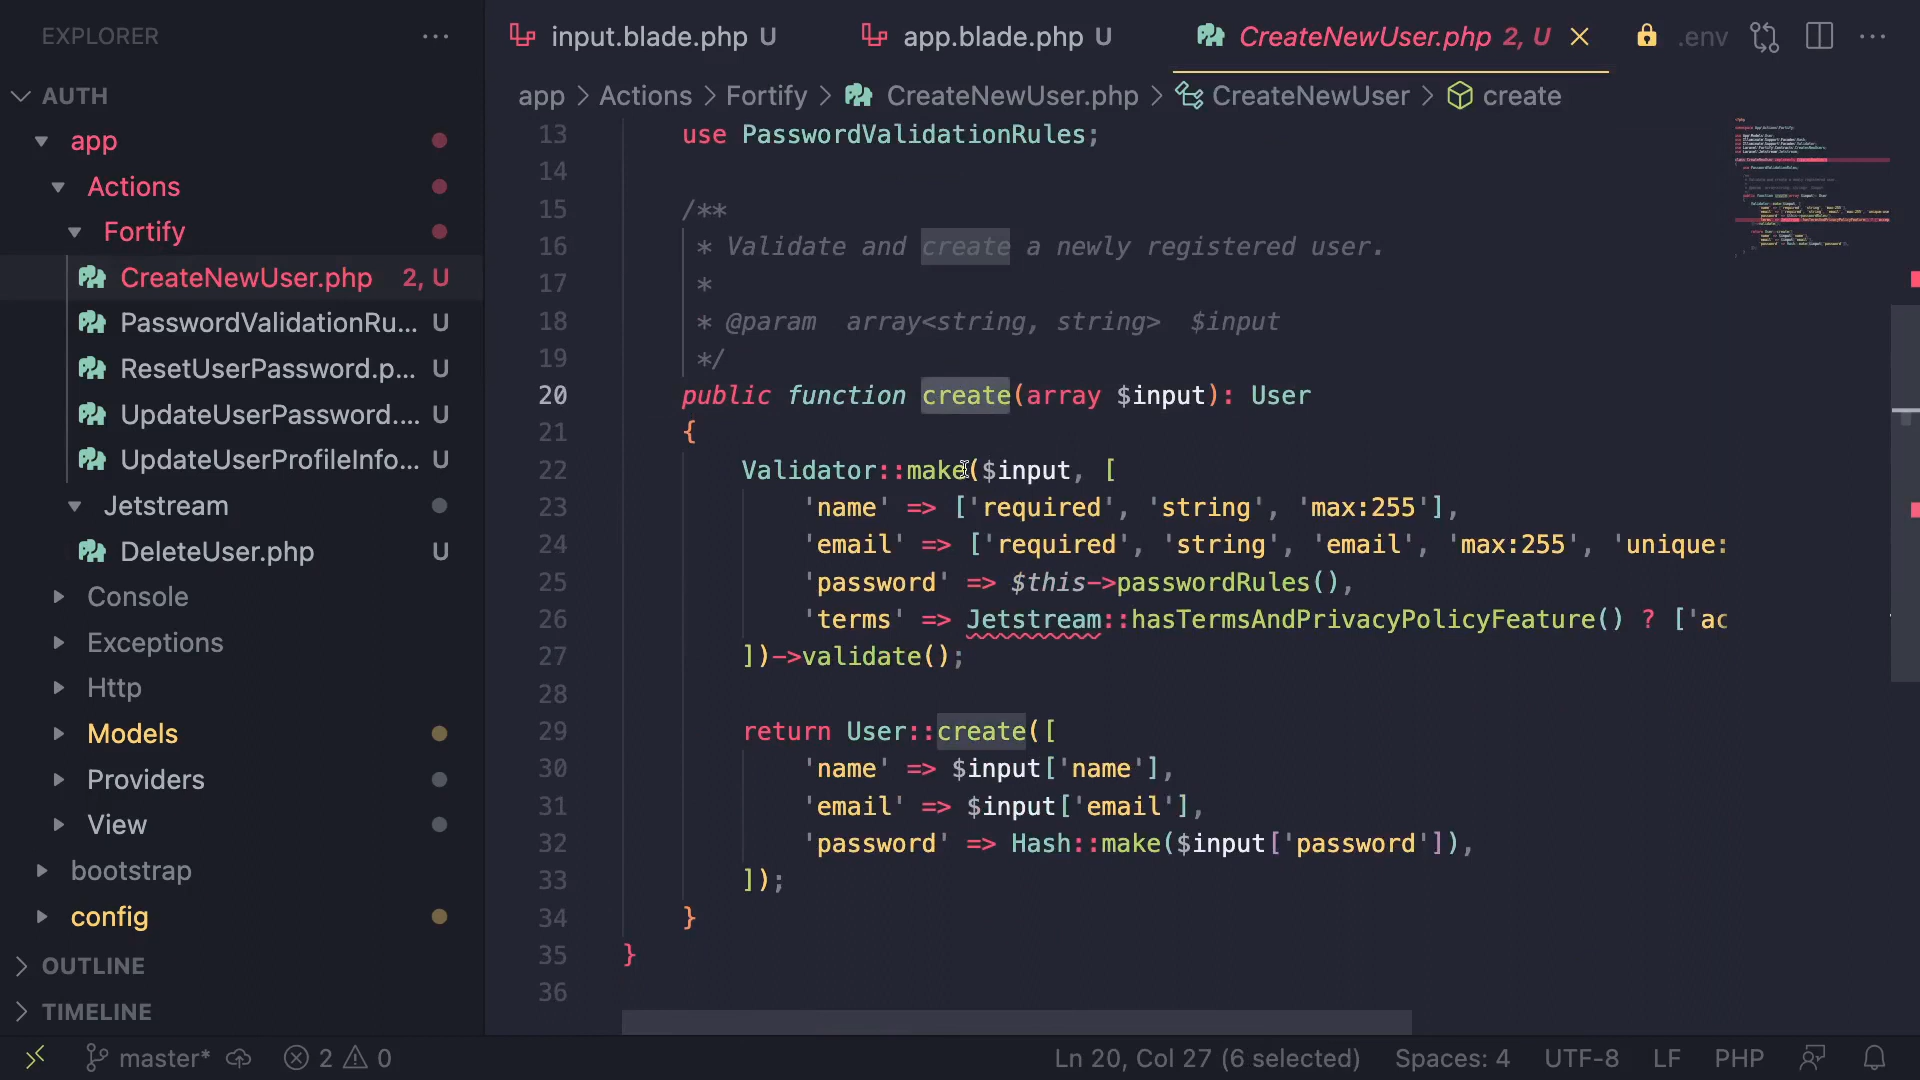 EXPLORER
AUTH
app
Actions
Fortify
CreateNewUser.php 2, U
PasswordValidationRu... U
ResetUserPassword.p... U
UpdateUserPassword.... U
UpdateUserProfileInfo... U
Jetstream
DeleteUser.php U
Console
Exceptions
Http
Models
Providers
View
bootstrap
config
OUTLINE
TIMELINE
input.blade.php U
app.blade.php U
CreateNewUser.php 2, U
.env
app > Actions > Fortify > CreateNewUser.php > CreateNewUser > create
13 use PasswordValidationRules;
14
15 /**
16 * Validate and create a newly registered user.
17 *
18 * @param  array<string, string>  $input
19 */
20 public function create(array $input): User
21 {
22 Validator::make($input, [
23 'name' => ['required', 'string', 'max:255'],
24 'email' => ['required', 'string', 'email', 'max:255', 'unique:
25 'password' => $this->passwordRules(),
26 'terms' => Jetstream::hasTermsAndPrivacyPolicyFeature() ? ['ac
27 ])->validate();
28
29 return User::create([
30 'name' => $input['name'],
31 'email' => $input['email'],
32 'password' => Hash::make($input['password']),
33 ]);
34 }
35 }
36
master* 2 0
Ln 20, Col 27 (6 selected) Spaces: 4 UTF-8 LF PHP